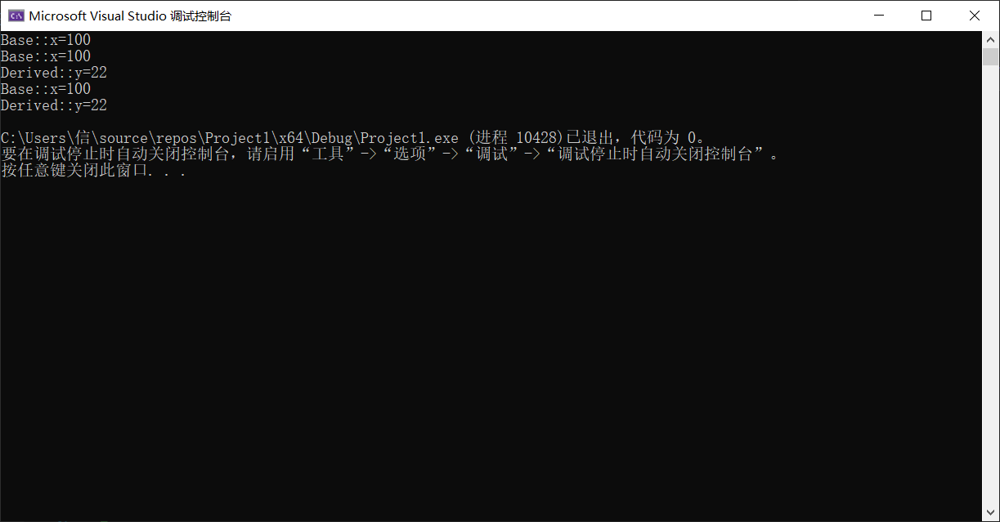 Microsoft Visual Studio 调试控制台
Base::x=100
Base::x=100
Derived::y=22
Base::x=100
Derived::y=22
C:\Users\信\source\repos\Project1\x64\Debug\Project1.exe (进程 10428)已退出，代码为 0。
要在调试停止时自动关闭控制台，请启用“工具”->“选项”->“调试”->“调试停止时自动关闭控制台”。
按任意键关闭此窗口. . .